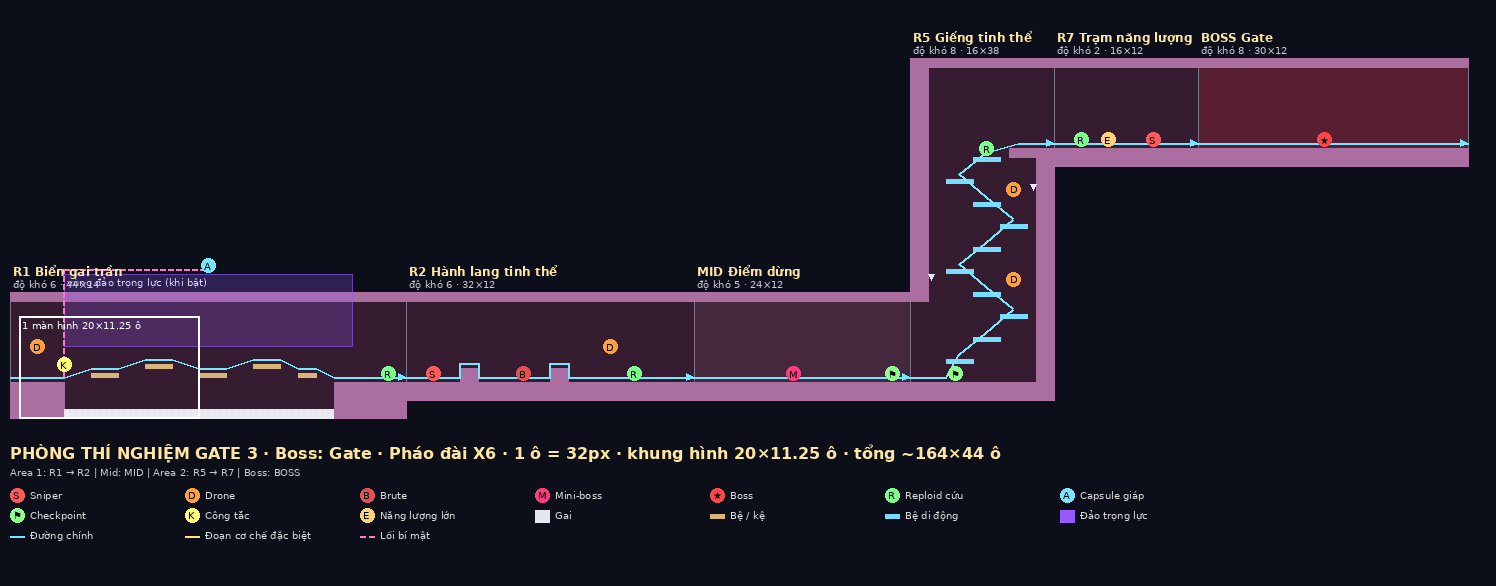 R5 Giếng tinh thể
độ khó 8 · 16×38
R7 Trạm năng lượng
độ khó 2 · 16×12
BOSS Gate
độ khó 8 · 30×12
R
D
D
R
E
S
★
A
R1 Biển gai trần
độ khó 6 · 44×14
vùng đảo trọng lực (khi bật)
R2 Hành lang tinh thể
độ khó 6 · 32×12
MID Điểm dừng
độ khó 5 · 24×12
1 màn hình 20×11.25 ô
D
K
R
S
B
D
R
M
⚑
⚑
PHÒNG THÍ NGHIỆM GATE 3 · Boss: Gate · Pháo đài X6 · 1 ô = 32px · khung hình 20×11.25 ô · tổng ~164×44 ô
Area 1: R1 → R2 | Mid: MID | Area 2: R5 → R7 | Boss: BOSS
S Sniper
D Drone
B Brute
M Mini-boss
★ Boss
R Reploid cứu
A Capsule giáp
⚑ Checkpoint
K Công tắc
E Năng lượng lớn
Gai
Bệ / kệ
Bệ di động
Đảo trọng lực
Đường chính
Đoạn cơ chế đặc biệt
Lối bí mật